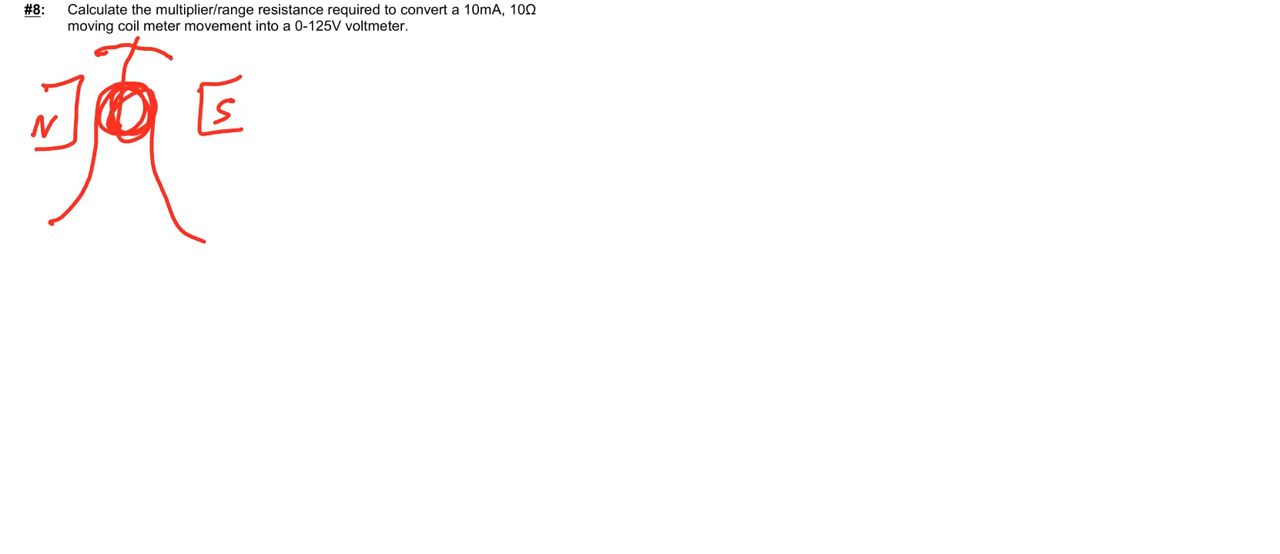 #8: Calculate the multiplier/range resistance required to convert a 10mA, 10Ω
moving coil meter movement into a 0-125V voltmeter.
N S